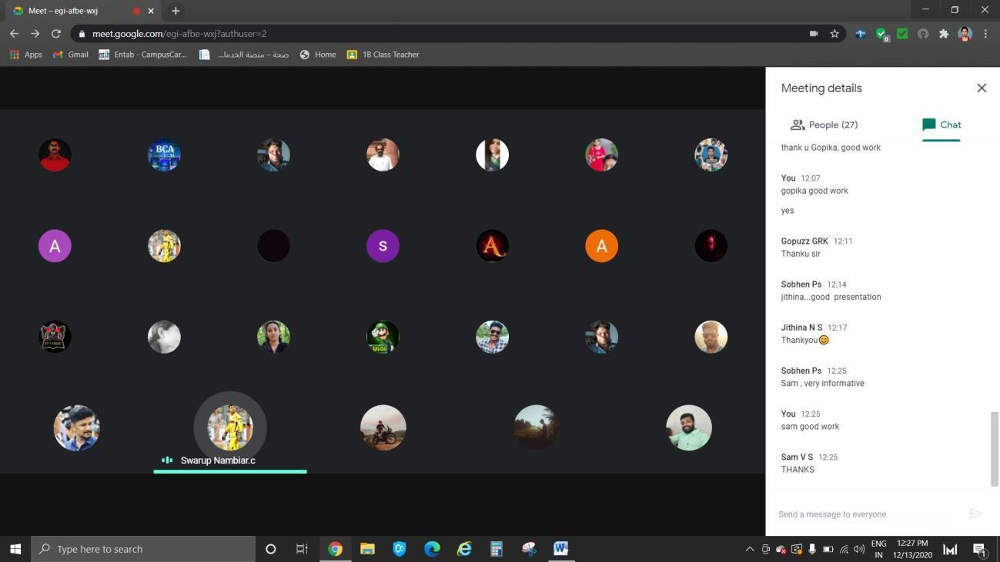 Meet – egi-afbe-wxj
meet.google.com/egi-afbe-wxj?authuser=2
0
Apps
Gmail
Entab - CampusCar...
صحة – منصة الخدما...
Home
1B Class Teacher
BCA
A
S
A
A
UIGI
Swarup Nambiar.c
Meeting details
People (27)
Chat
thank u Gopika, good work
You 12:07
gopika good work
yes
Gopuzz GRK 12:11
Thanku sir
Sobhen Ps 12:14
jithina...good presentation
Jithina N S 12:17
Thankyou😊
Sobhen Ps 12:25
Sam , very informative
You 12:25
sam good work
Sam V S 12:25
THANKS
Send a message to everyone
Type here to search
ENG
IN
12:27 PM
12/13/2020
1